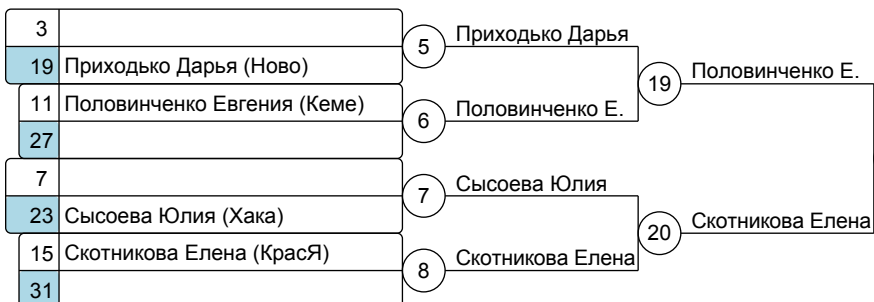 3
19 Приходько Дарья (Ново)
11 Половинченко Евгения (Кеме)
27
7
23 Сысоева Юлия (Хака)
15 Скотникова Елена (КрасЯ)
31
5 Приходько Дарья
6 Половинченко Е.
7 Сысоева Юлия
8 Скотникова Елена
19 Половинченко Е.
20 Скотникова Елена